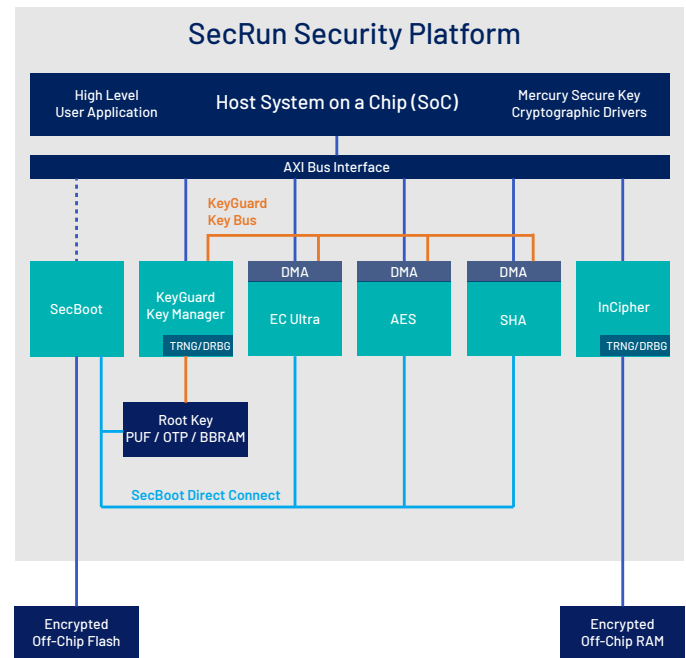 SecRun Security Platform
High Level
User Application
Host System on a Chip (SoC)
Mercury Secure Key
Cryptographic Drivers
AXI Bus Interface
KeyGuard
Key Bus
SecBoot
KeyGuard
Key Manager
TRNG/DRBG
DMA
EC Ultra
DMA
AES
DMA
SHA
InCipher
TRNG/DRBG
Root Key
PUF / OTP / BBRAM
SecBoot Direct Connect
Encrypted
Off-Chip Flash
Encrypted
Off-Chip RAM